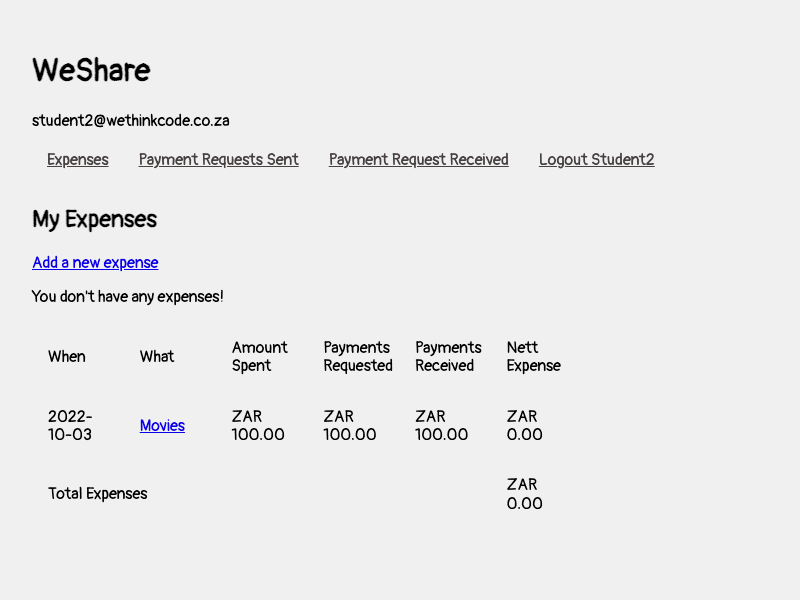 WeShare
student2@wethinkcode.co.za
Expenses Payment Requests Sent Payment Request Received Logout Student2
My Expenses
Add a new expense
You don't have any expenses!
When What Amount Spent Payments Requested Payments Received Nett Expense
2022-10-03 Movies ZAR 100.00 ZAR 100.00 ZAR 100.00 ZAR 0.00
Total Expenses ZAR 0.00